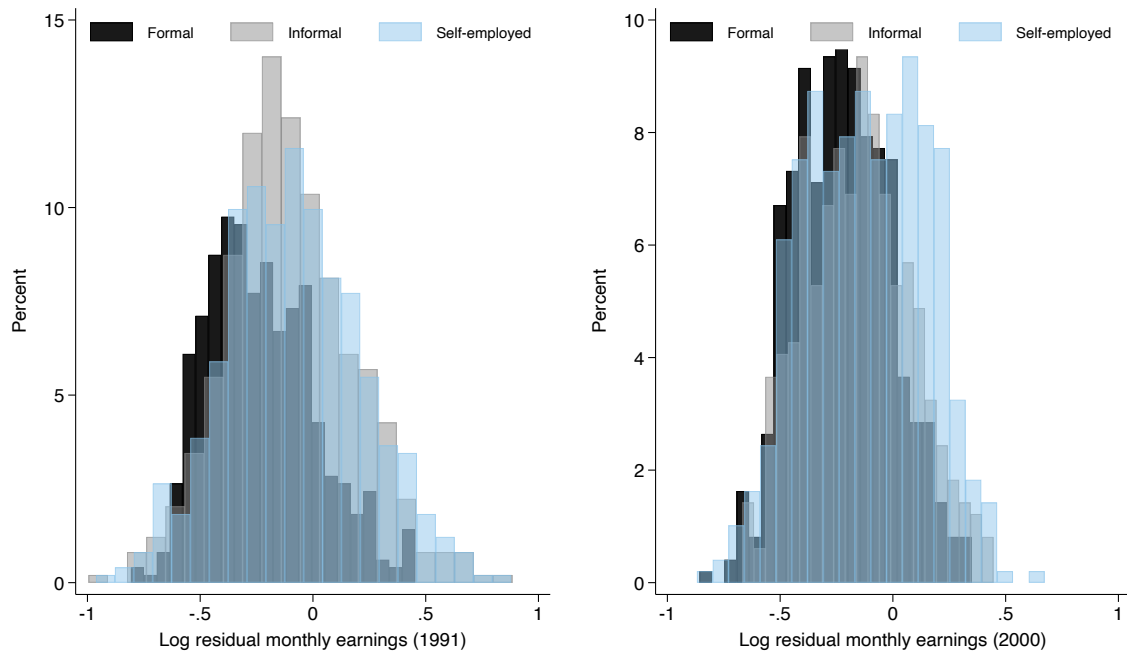 15
Formal
Informal
Self-employed
10
5
0
Percent
-1
-.5
0
.5
1
Log residual monthly earnings (1991)
10
Formal
Informal
Self-employed
8
6
4
2
0
Percent
-1
-.5
0
.5
1
Log residual monthly earnings (2000)